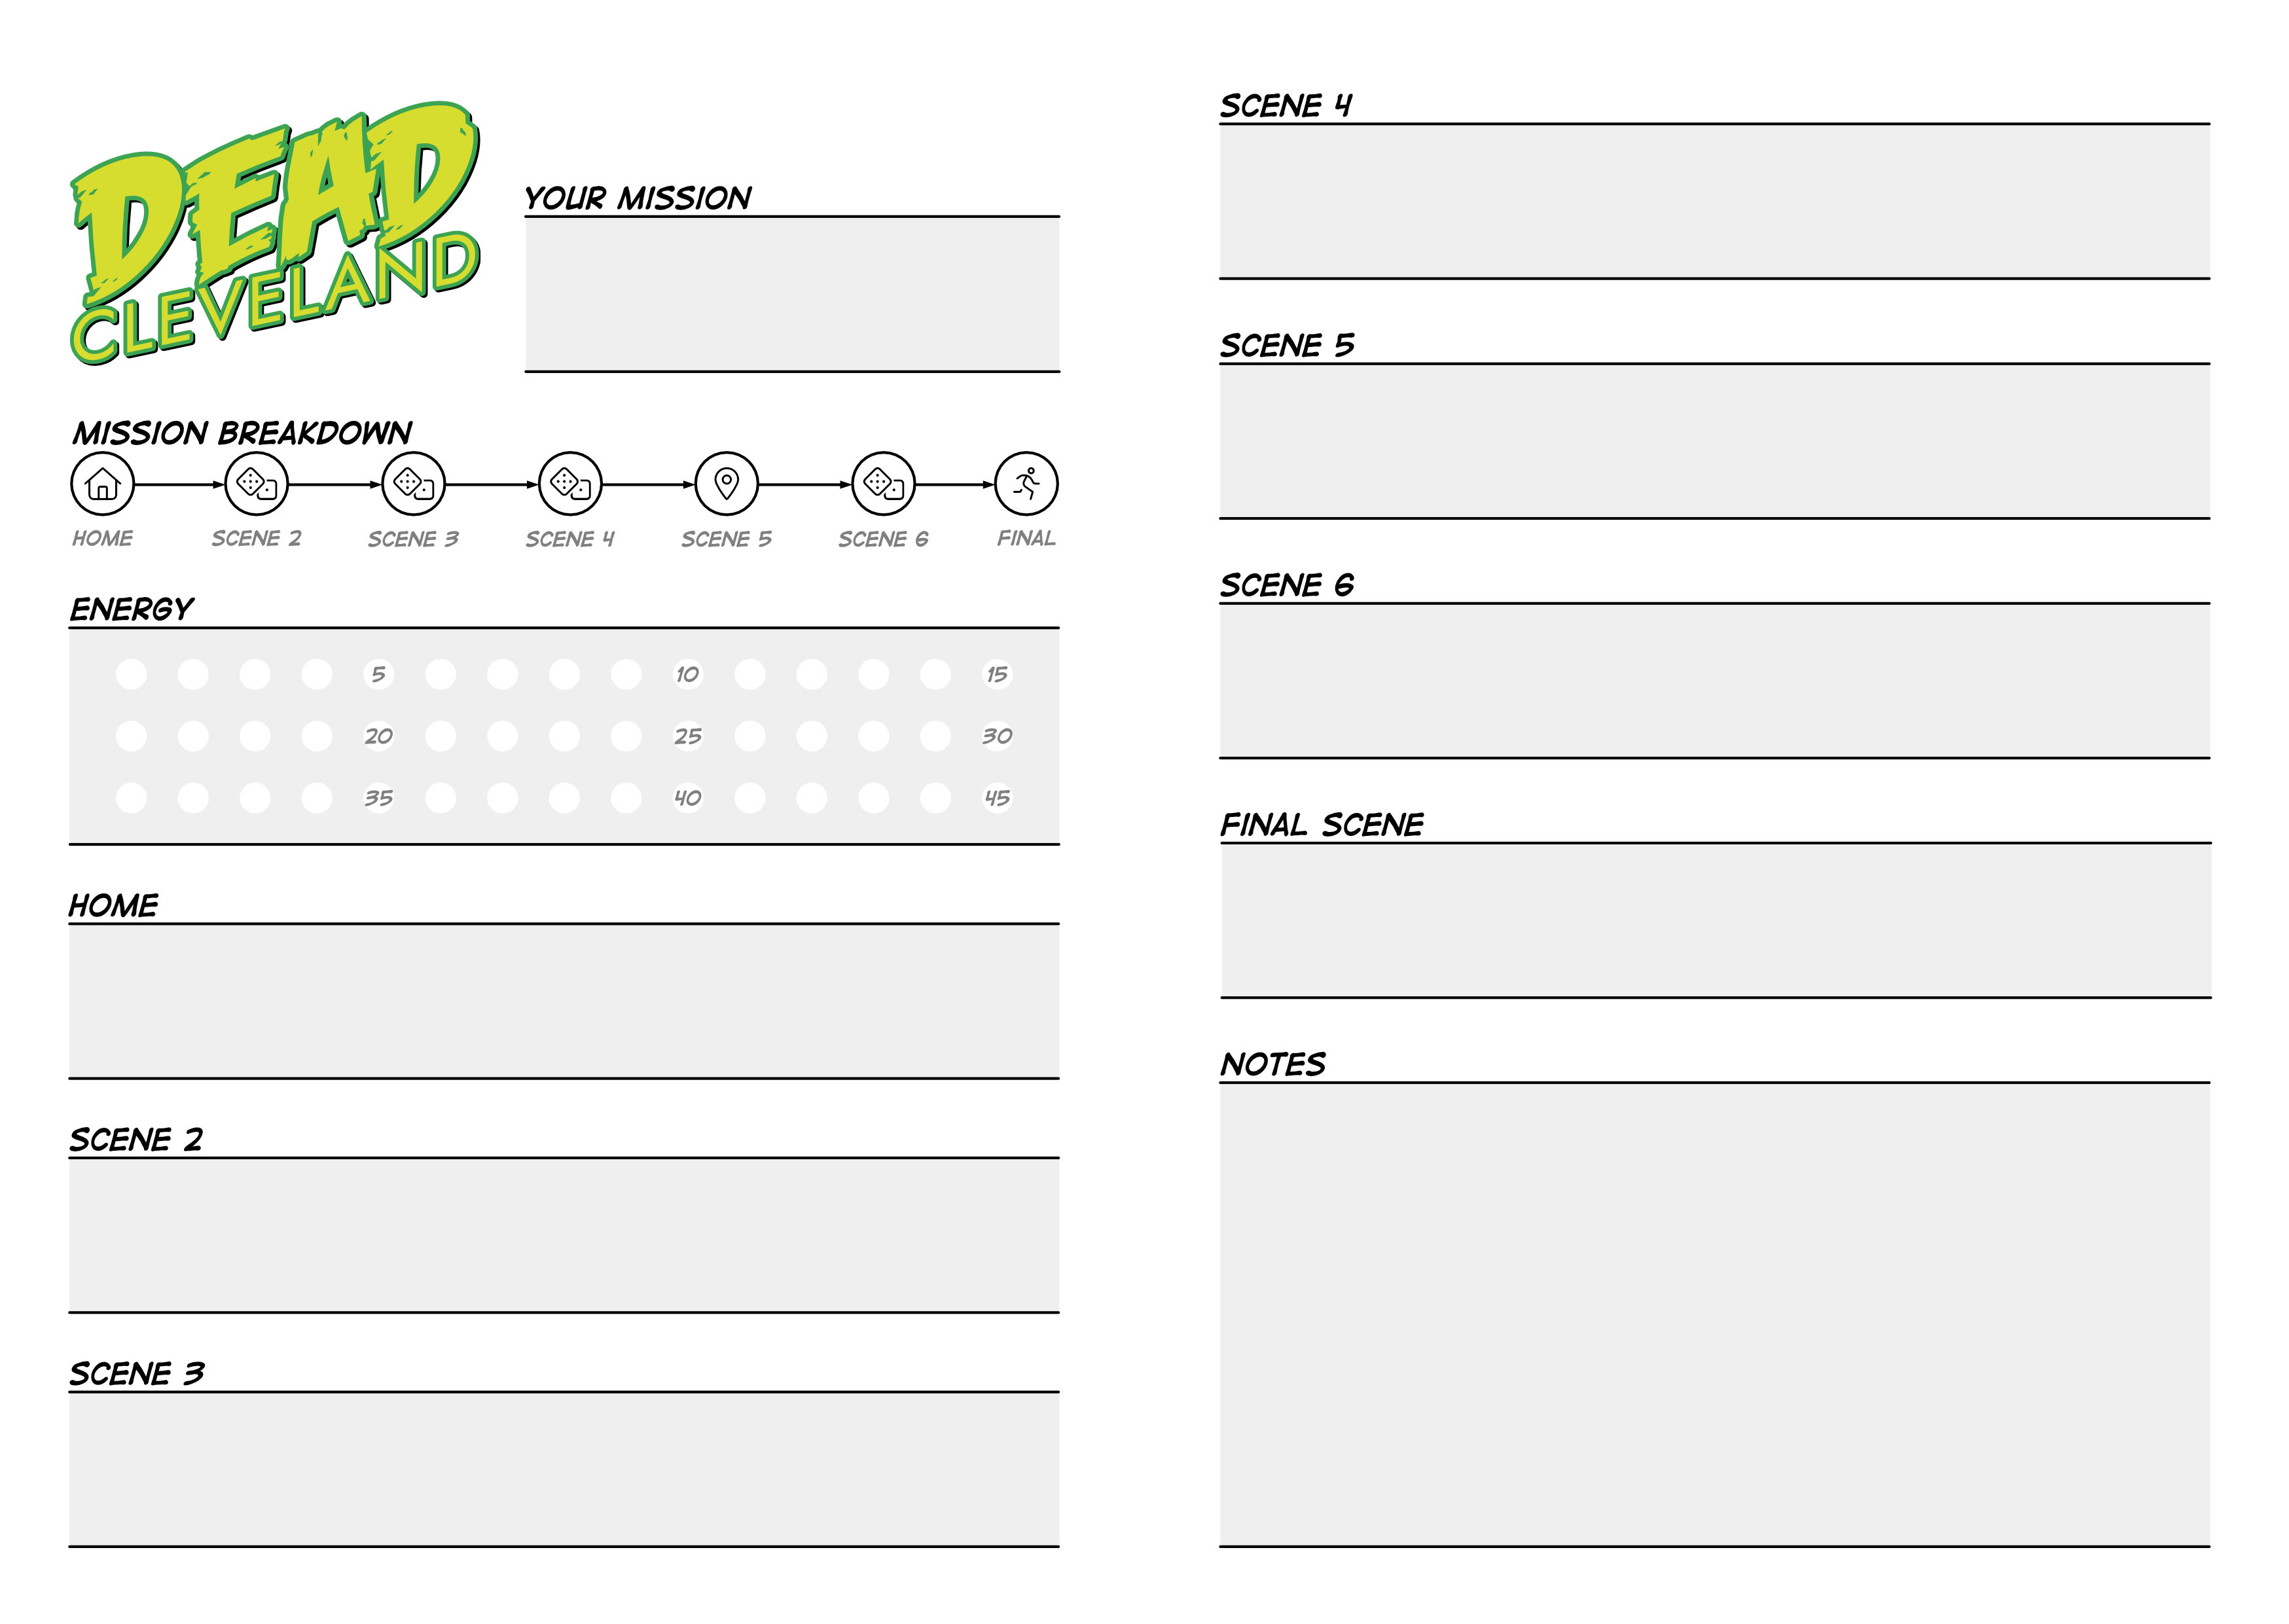 DEAD
CLEVELAND
YOUR MISSION
MISSION BREAKDOWN
HOME SCENE 2 SCENE 3 SCENE 4 SCENE 5 SCENE 6 FINAL
ENERGY
5 10 15
20 25 30
35 40 45
HOME
SCENE 2
SCENE 3
SCENE 4
SCENE 5
SCENE 6
FINAL SCENE
NOTES